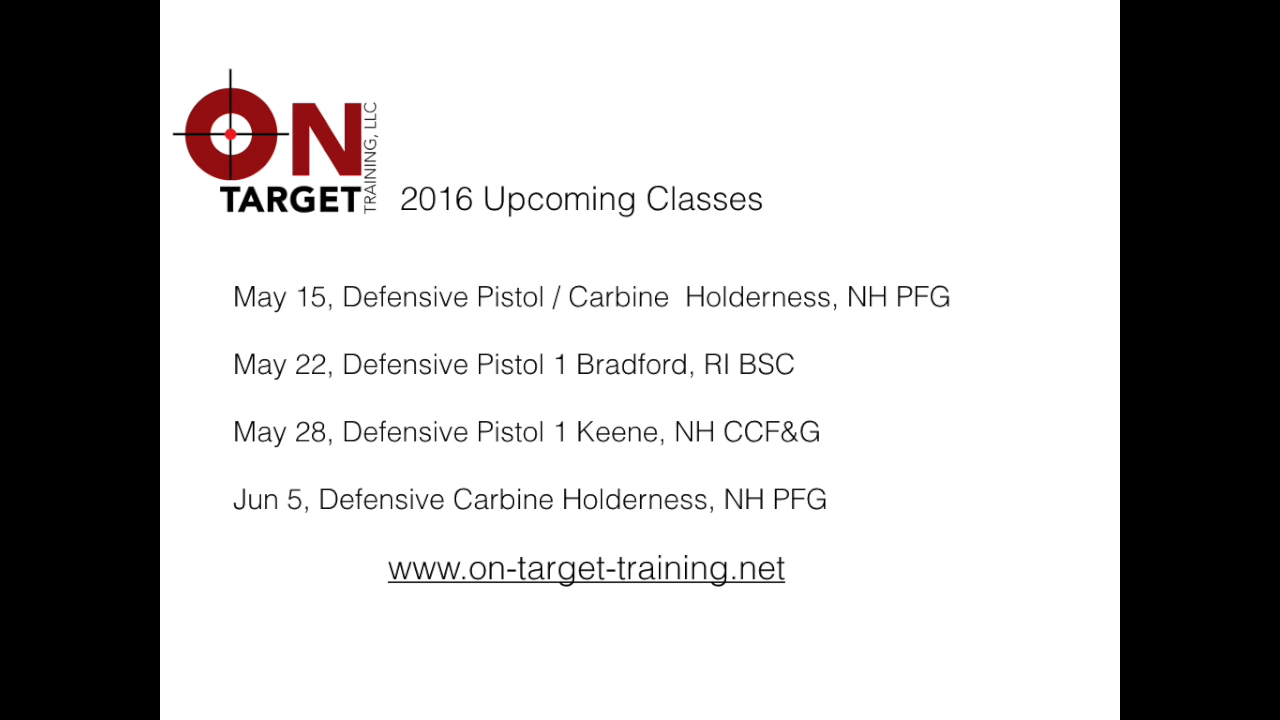 ON
TARGET
TRAINING, LLC
2016 Upcoming Classes
May 15, Defensive Pistol / Carbine  Holderness, NH PFG
May 22, Defensive Pistol 1 Bradford, RI BSC
May 28, Defensive Pistol 1 Keene, NH CCF&G
Jun 5, Defensive Carbine Holderness, NH PFG
www.on-target-training.net